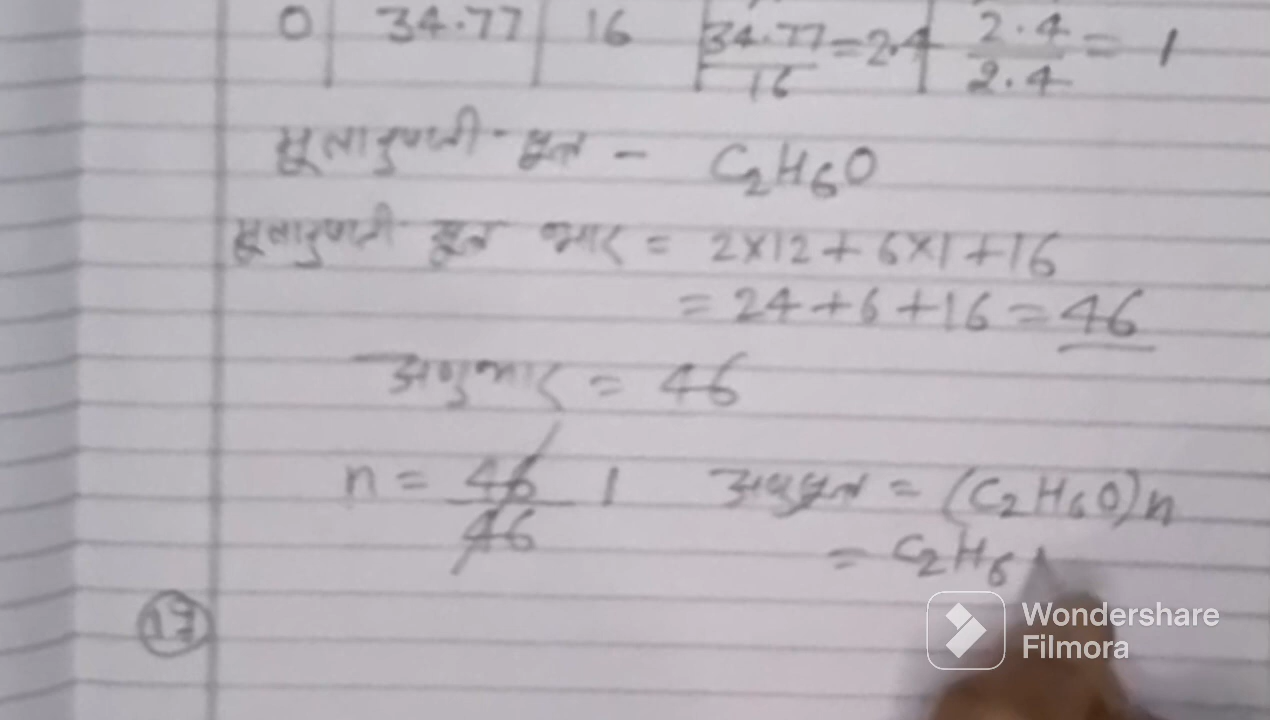 O 34.77 16 34.77/16 = 2.4 2.4/2.4 = 1
मूलानुपाती सूत्र - C₂H₆O
मूलानुपाती सूत्र भार = 2×12 + 6×1 + 16
= 24 + 6 + 16 = 46
अणुभार = 46
n = 46/46 1 अणुसूत्र = (C₂H₆O)n
= C₂H₆
17
Wondershare
Filmora